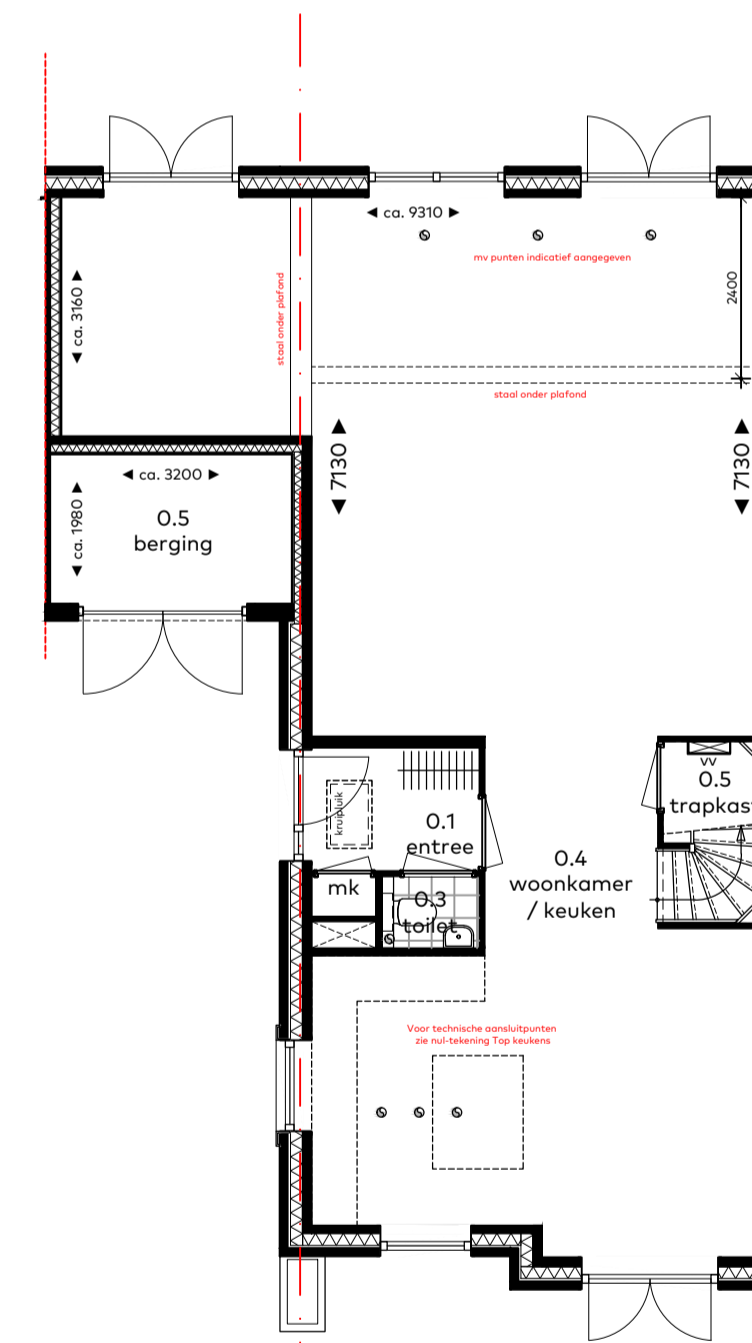 ca. 9310
mv punten indicatief aangegeven
ca. 3160
staal onder plafond
2400
staal onder plafond
7130
7130
ca. 3200
ca. 1980
0.5
berging
kruipluik
0.1
entree
vv
0.5
trapkast
0.4
woonkamer
/ keuken
mk
0.3
toilet
Voor technische aansluitpunten
zie nul-tekening Top keukens